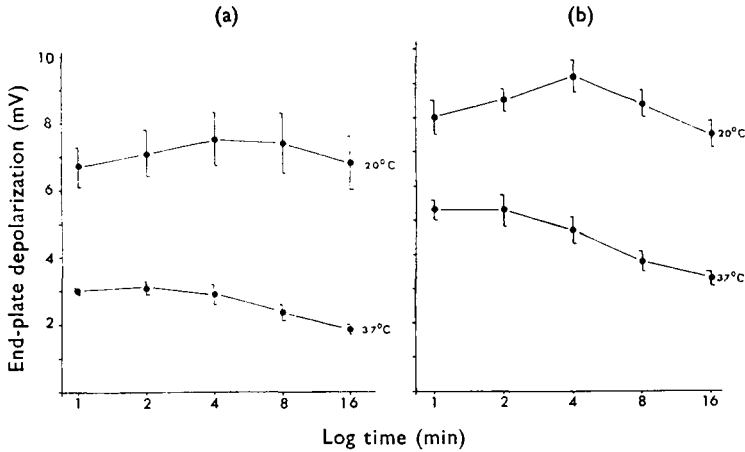 (a)
(b)
End-plate depolarization (mV)
10
8
6
4
2
20°C
37°C
1 2 4 8 16
20°C
37°C
1 2 4 8 16
Log time (min)